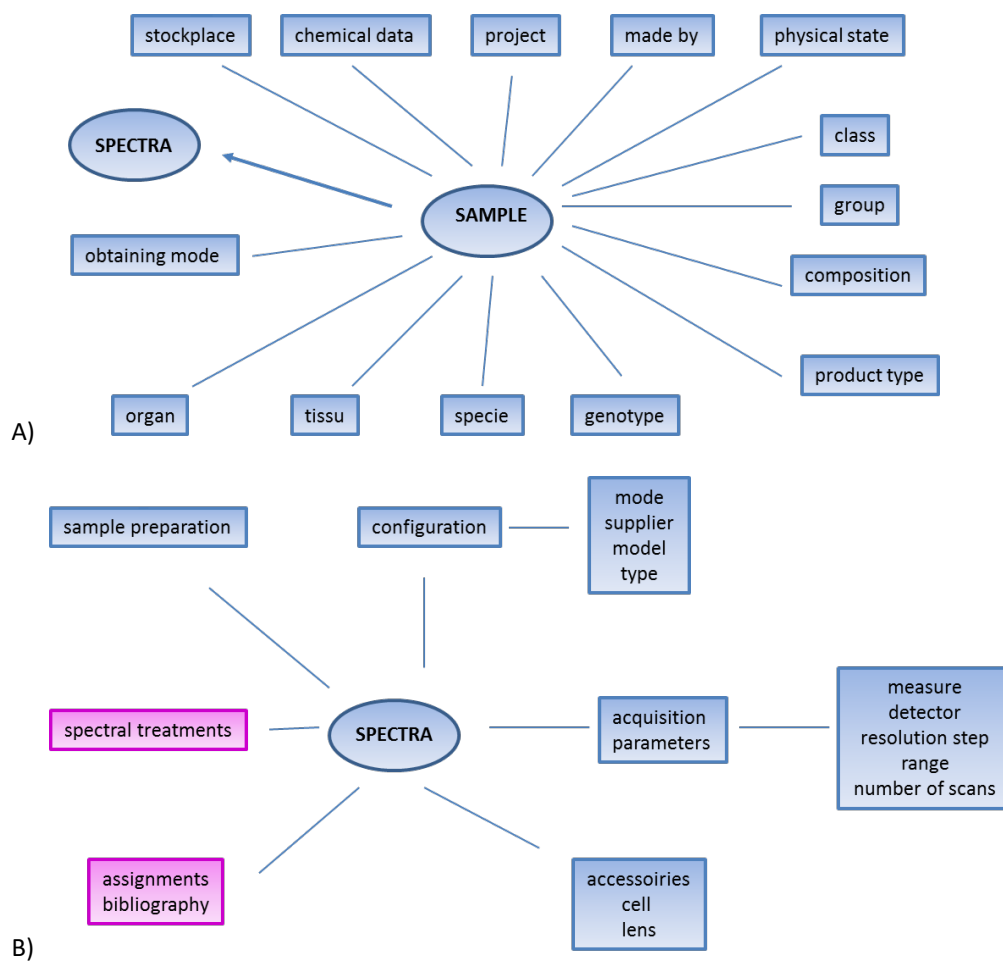 stockplace
chemical data
project
made by
physical state
SPECTRA
class
SAMPLE
group
obtaining mode
composition
product type
organ
tissu
specie
genotype
A)
sample preparation
configuration
mode
supplier
model
type
spectral treatments
SPECTRA
acquisition
parameters
measure
detector
resolution step
range
number of scans
assignments
bibliography
accessoiries
cell
lens
B)